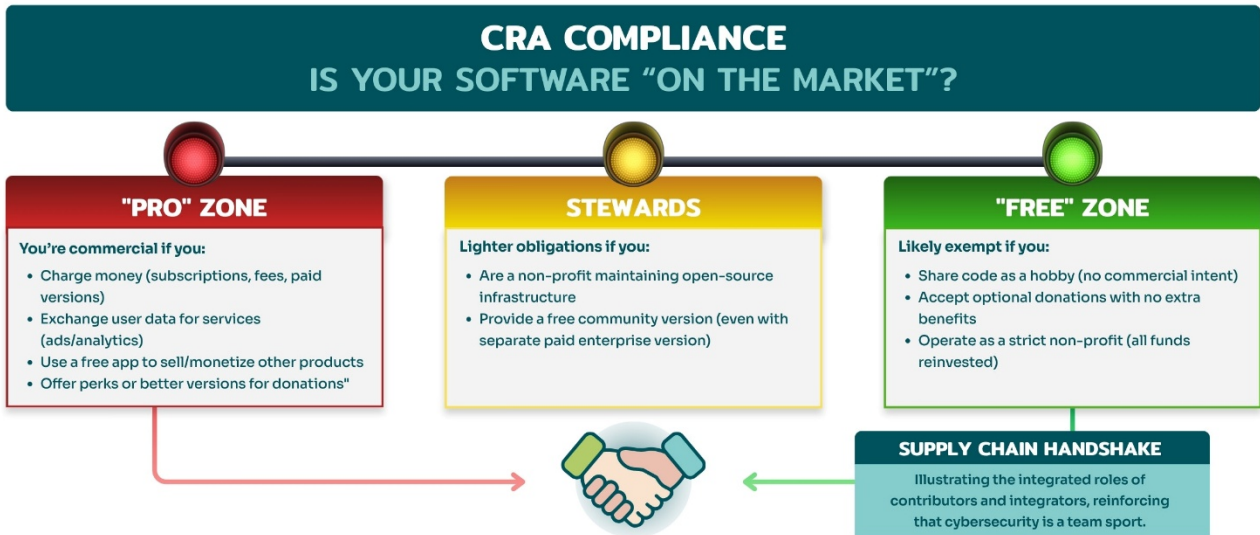 CRA COMPLIANCE
IS YOUR SOFTWARE “ON THE MARKET”?
"PRO" ZONE
You’re commercial if you:
• Charge money (subscriptions, fees, paid
versions)
• Exchange user data for services
(ads/analytics)
• Use a free app to sell/monetize other products
• Offer perks or better versions for donations"
STEWARDS
Lighter obligations if you:
• Are a non-profit maintaining open-source
infrastructure
• Provide a free community version (even with
separate paid enterprise version)
"FREE" ZONE
Likely exempt if you:
• Share code as a hobby (no commercial intent)
• Accept optional donations with no extra
benefits
• Operate as a strict non-profit (all funds
reinvested)
SUPPLY CHAIN HANDSHAKE
Illustrating the integrated roles of
contributors and integrators, reinforcing
that cybersecurity is a team sport.